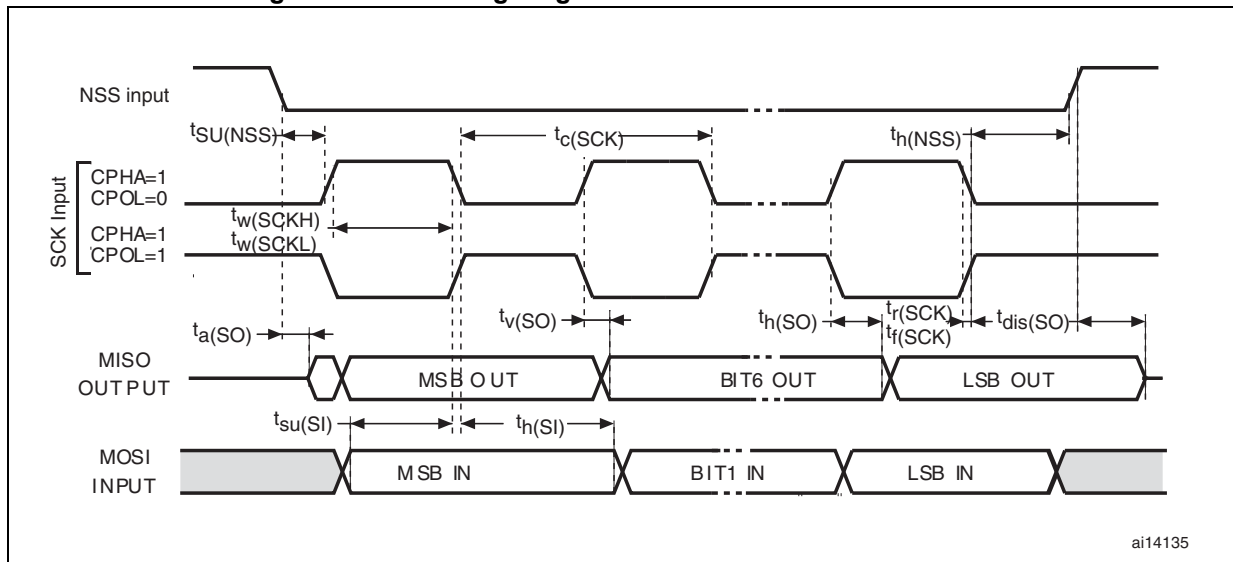 NSS input
tSU(NSS)
tc(SCK)
th(NSS)
SCK Input
CPHA=1
CPOL=0
tw(SCKH)
tw(SCKL)
CPHA=1
CPOL=1
ta(SO)
tv(SO)
th(SO)
tr(SCK)
tf(SCK)
tdis(SO)
MISO
OUTPUT
MSB OUT
BIT6 OUT
LSB OUT
tsu(SI)
th(SI)
MOSI
INPUT
MSB IN
BIT1 IN
LSB IN
ai14135